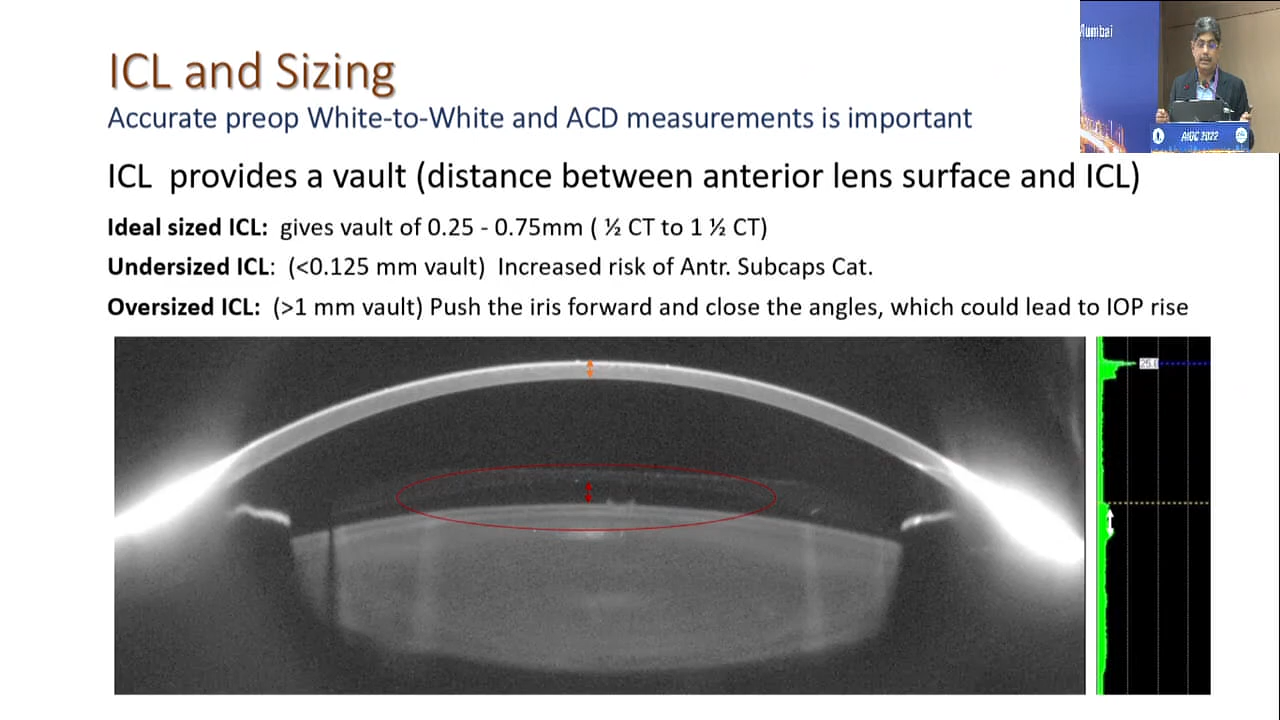 ICL and Sizing
Accurate preop White-to-White and ACD measurements is important
ICL provides a vault (distance between anterior lens surface and ICL)
Ideal sized ICL: gives vault of 0.25 - 0.75mm ( ½ CT to 1 ½ CT)
Undersized ICL: (<0.125 mm vault) Increased risk of Antr. Subcaps Cat.
Oversized ICL: (>1 mm vault) Push the iris forward and close the angles, which could lead to IOP rise
Mumbai
AIOC 2022